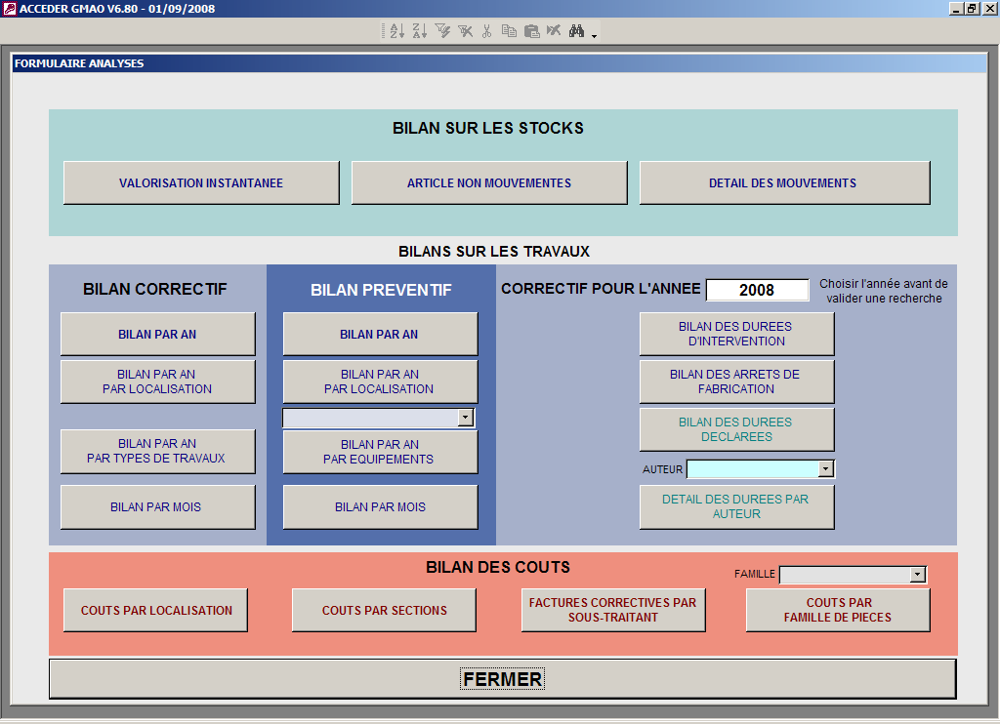 ACCEDER GMAO V6.80 - 01/09/2008
FORMULAIRE ANALYSES
BILAN SUR LES STOCKS
VALORISATION INSTANTANEE
ARTICLE NON MOUVEMENTES
DETAIL DES MOUVEMENTS
BILANS SUR LES TRAVAUX
BILAN CORRECTIF
BILAN PAR AN
BILAN PAR AN
PAR LOCALISATION
BILAN PAR AN
PAR TYPES DE TRAVAUX
BILAN PAR MOIS
BILAN PREVENTIF
BILAN PAR AN
BILAN PAR AN
PAR LOCALISATION
BILAN PAR AN
PAR EQUIPEMENTS
BILAN PAR MOIS
CORRECTIF POUR L'ANNEE 2008
Choisir l'année avant de
valider une recherche
BILAN DES DUREES
D'INTERVENTION
BILAN DES ARRETS DE
FABRICATION
BILAN DES DUREES
DECLAREES
AUTEUR
DETAIL DES DUREES PAR
AUTEUR
BILAN DES COUTS
FAMILLE
COUTS PAR LOCALISATION
COUTS PAR SECTIONS
FACTURES CORRECTIVES PAR
SOUS-TRAITANT
COUTS PAR
FAMILLE DE PIECES
FERMER